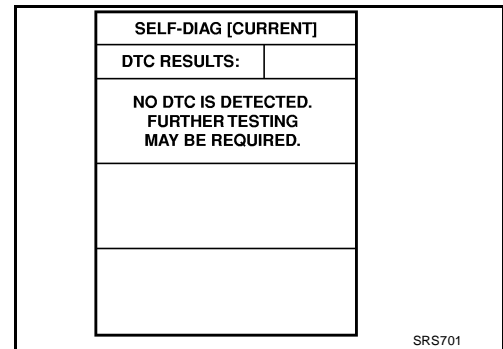 SELF-DIAG [CURRENT]
DTC RESULTS:
NO DTC IS DETECTED.
FURTHER TESTING
MAY BE REQUIRED.
SRS701